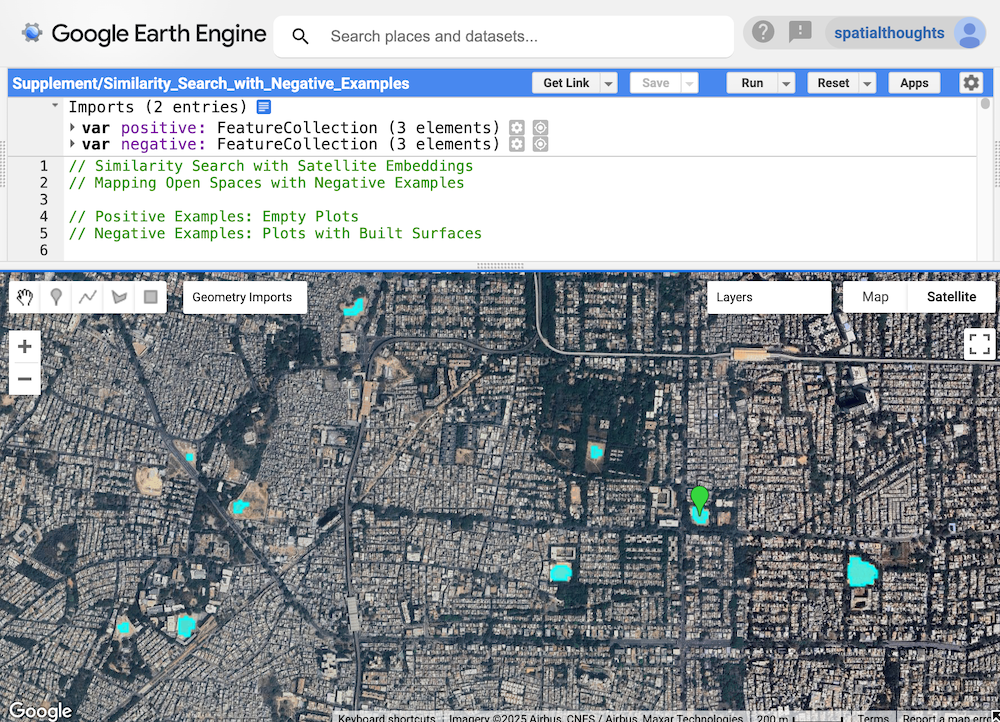 Google Earth Engine
Search places and datasets...
spatialthoughts
Supplement/Similarity_Search_with_Negative_Examples
Get Link
Save
Run
Reset
Apps
Imports (2 entries)
var positive: FeatureCollection (3 elements)
var negative: FeatureCollection (3 elements)
1 // Similarity Search with Satellite Embeddings
2 // Mapping Open Spaces with Negative Examples
3
4 // Positive Examples: Empty Plots
5 // Negative Examples: Plots with Built Surfaces
6
Geometry Imports
Layers
Map
Satellite
+
−
Google
Keyboard shortcuts
Imagery ©2025 Airbus, CNES / Airbus, Maxar Technologies
200 m
Terms
Report a map